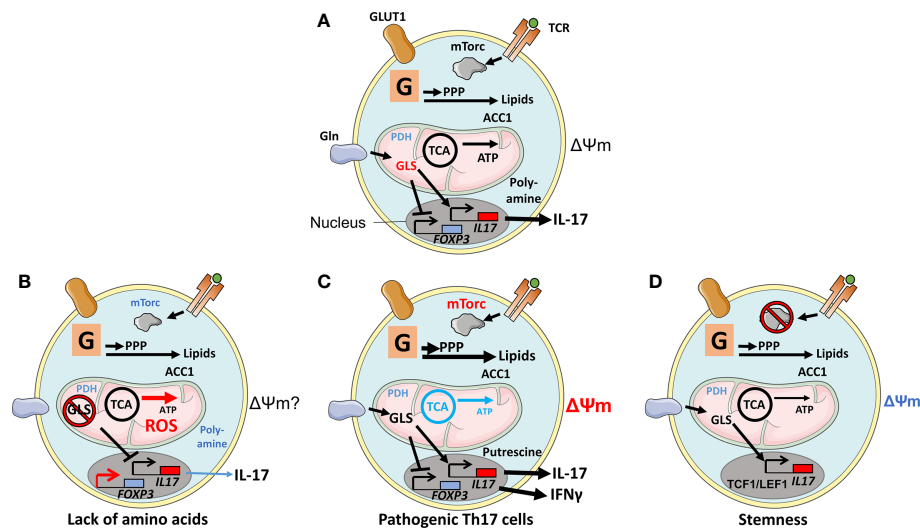 A
GLUT1
TCR
mTorc
G
PPP
Lipids
ACC1
Gln
PDH
TCA
ATP
ΔΨm
GLS
Poly-
amine
Nucleus
FOXP3
IL17
IL-17
B
mTorc
G
PPP
Lipids
ACC1
PDH
GLS
TCA
ATP
ROS
ΔΨm?
Poly-
amine
FOXP3
IL17
IL-17
Lack of amino acids
C
mTorc
G
PPP
Lipids
ACC1
PDH
TCA
ATP
GLS
ΔΨm
Putrescine
FOXP3
IL17
IL-17
IFNγ
Pathogenic Th17 cells
D
G
PPP
Lipids
ACC1
PDH
TCA
ATP
GLS
ΔΨm
TCF1/LEF1
IL17
Stemness